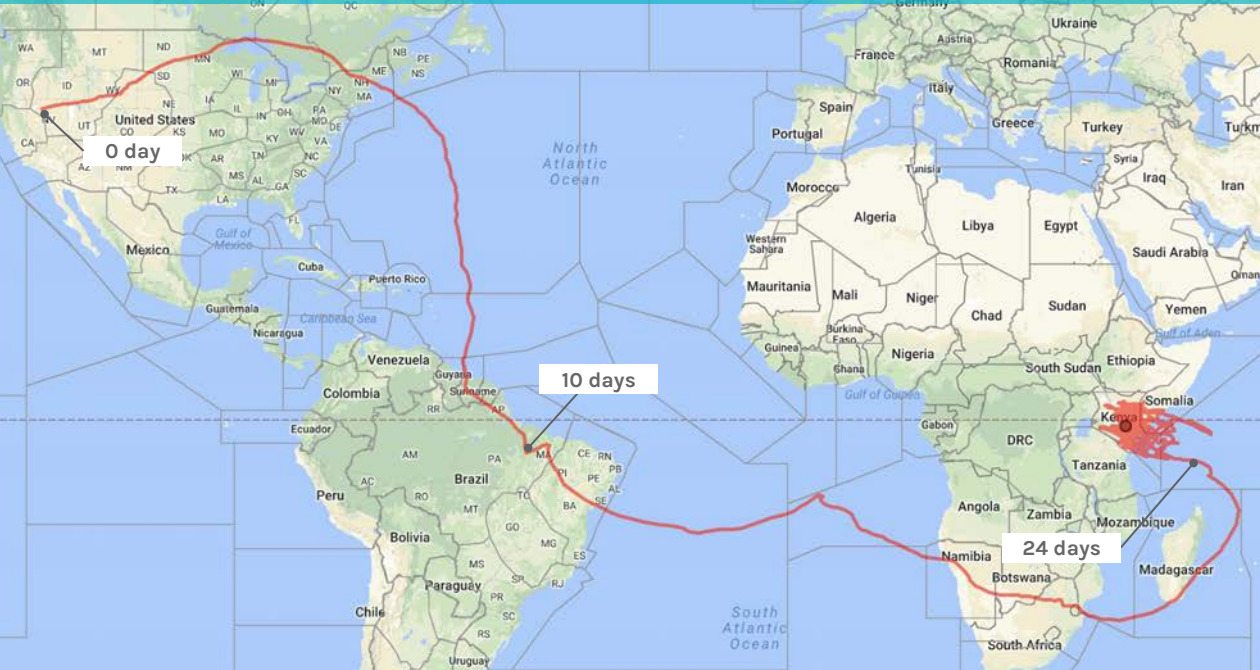 ON
QC
Germany
Ukraine
WA
MT
ND
MN
NB
PE
Austria
France
Romania
OR
ID
SD
WI
MI
ME
NS
WY
NH
NY
MA
Italy
NE
IA
IL
IN
OH
PA
MD
DE
Spain
Portugal
Greece
Turkey
Turkm
NV
UT
CO
United States
KS
MO
KY
WV
VA
CA
0 day
OK
AR
TN
NC
AZ
NM
MS
AL
SC
GA
TX
LA
FL
North
Atlantic
Ocean
Tunisia
Syria
Iraq
Iran
Morocco
Algeria
Libya
Egypt
Gulf of
Mexico
Western
Sahara
Saudi Arabia
Mexico
Cuba
Puerto Rico
Oman
Mauritania
Mali
Niger
Chad
Sudan
Yemen
Guatemala
Caribbean Sea
Nicaragua
Burkina
Faso
Gulf of Aden
Guinea
Nigeria
Ghana
Venezuela
Guyana
Suriname
Colombia
Ethiopia
South Sudan
10 days
Gulf of Guinea
Somalia
RR
AP
Ecuador
Gabon
Kenya
DRC
AM
PA
MA
CE
RN
PB
PI
PE
AL
SE
Tanzania
Brazil
AC
RO
TO
BA
Peru
MT
Angola
Zambia
Mozambique
GO
Bolivia
MG
ES
24 days
Namibia
Botswana
Madagascar
MS
SP
RJ
Paraguay
PR
SC
Chile
South
Atlantic
Ocean
RS
South Africa
Uruguay